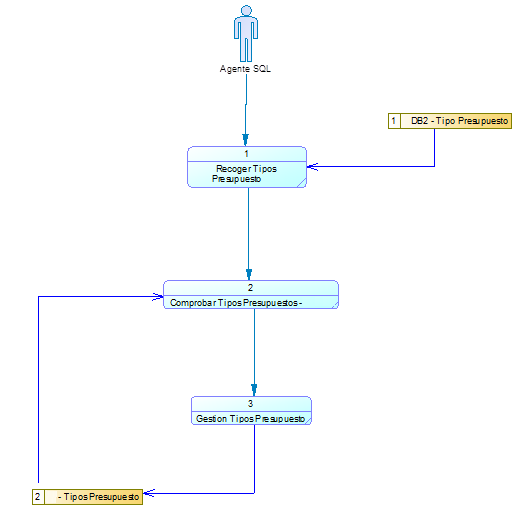 Agente SQL
1 DB2 - Tipo Presupuesto
1
Recoger Tipos
Presupuesto
2
Comprobar Tipos Presupuestos -
3
Gestion Tipos Presupuesto
2 - Tipos Presupuesto